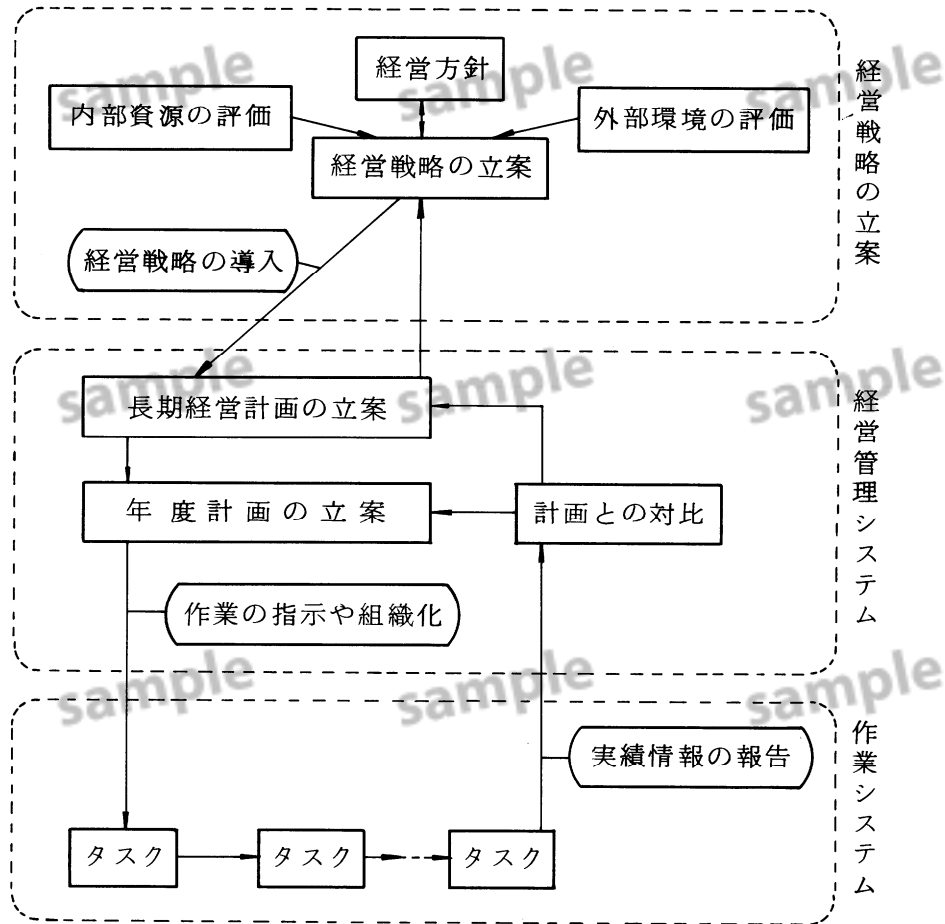 sample
sample
sample
経営方針
内部資源の評価
外部環境の評価
経営戦略の立案
経営戦略の立案
経営戦略の導入
sample
sample
sample
長期経営計画の立案
経営管理システム
年度計画の立案
計画との対比
作業の指示や組織化
sample
sample
sample
作業システム
実績情報の報告
タスク
タスク
タスク